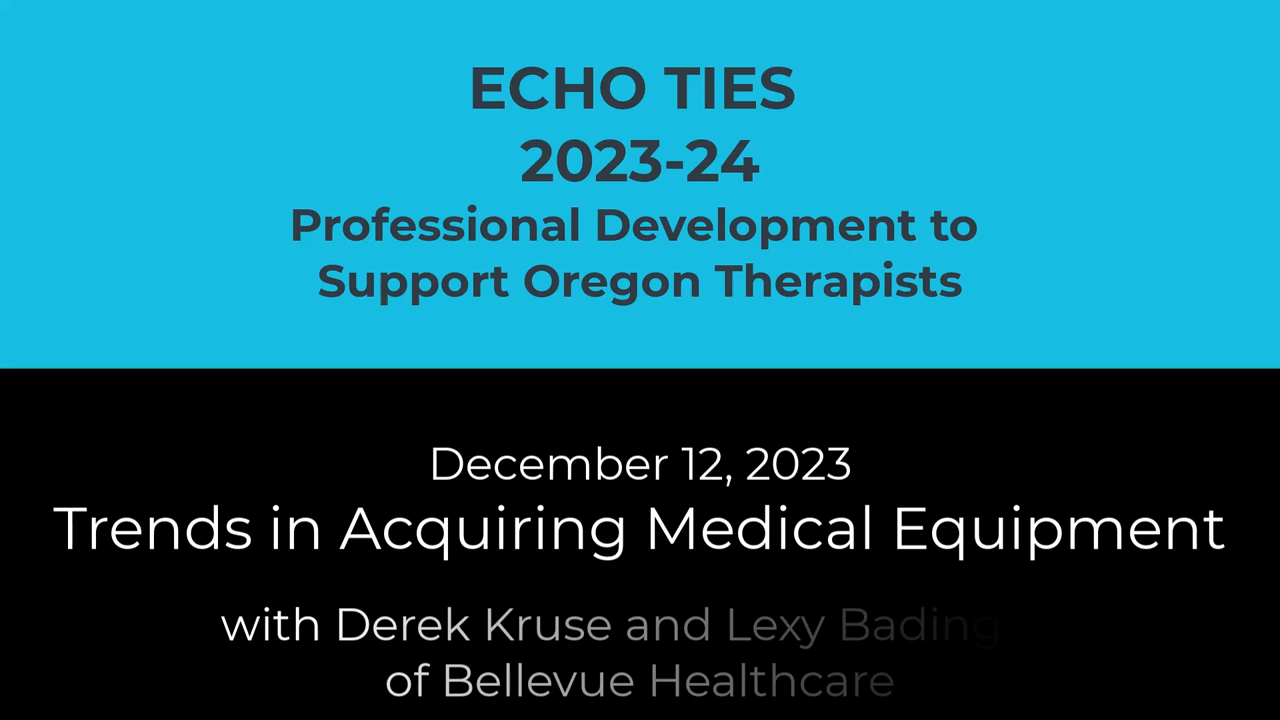 ECHO TIES
2023-24
Professional Development to
Support Oregon Therapists
December 12, 2023
Trends in Acquiring Medical Equipment
with Derek Kruse and Lexy Bading
of Bellevue Healthcare